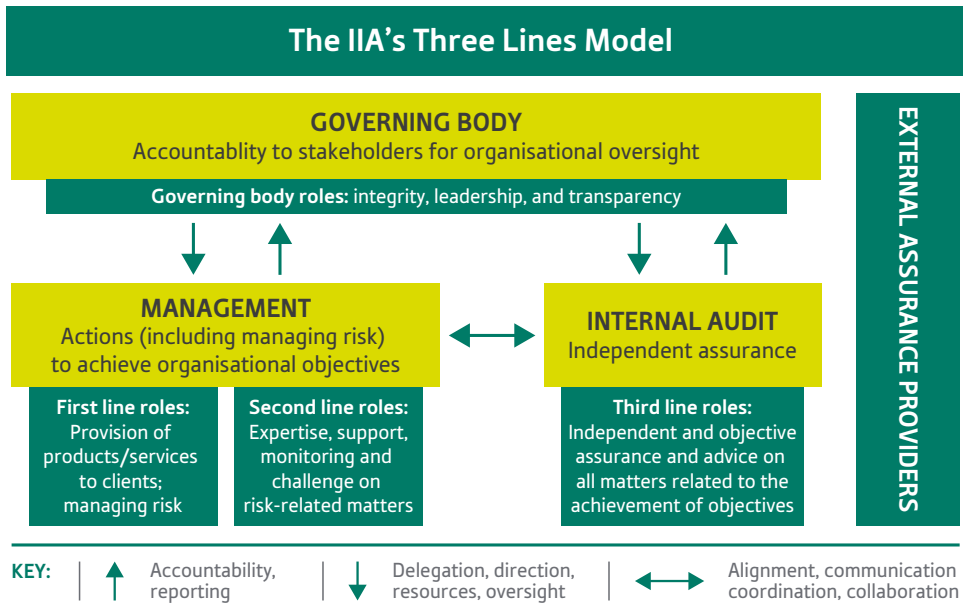 The IIA's Three Lines Model
GOVERNING BODY
Accountablity to stakeholders for organisational oversight
Governing body roles: integrity, leadership, and transparency
MANAGEMENT
Actions (including managing risk)
to achieve organisational objectives
First line roles:
Provision of
products/services
to clients;
managing risk
Second line roles:
Expertise, support,
monitoring and
challenge on
risk-related matters
INTERNAL AUDIT
Independent assurance
Third line roles:
Independent and objective
assurance and advice on
all matters related to the
achievement of objectives
EXTERNAL ASSURANCE PROVIDERS
KEY:
Accountability,
reporting
Delegation, direction,
resources, oversight
Alignment, communication
coordination, collaboration